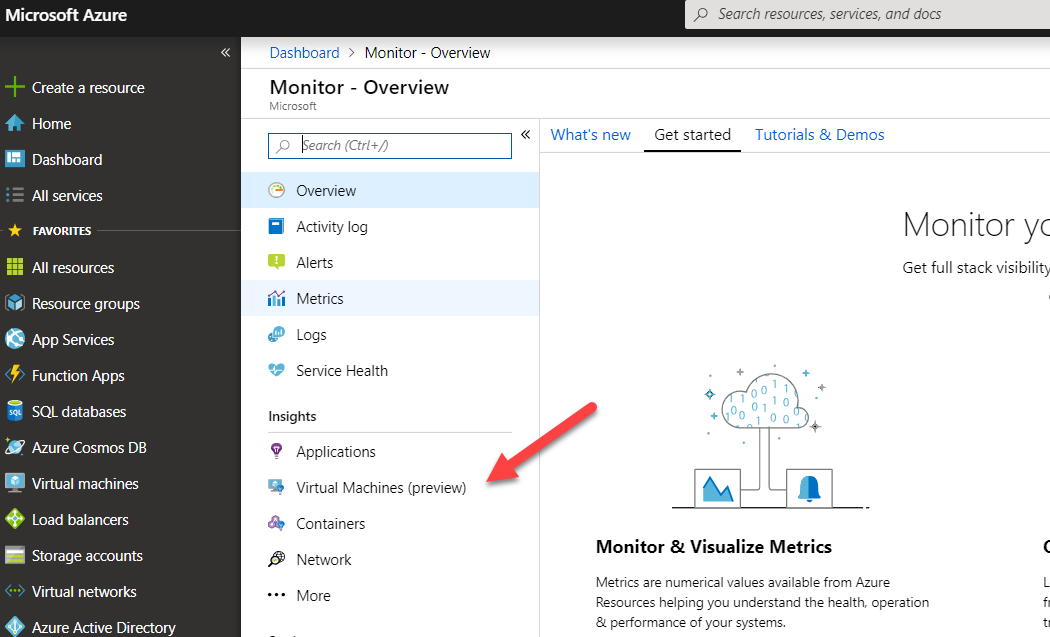 Microsoft Azure
Search resources, services, and docs
Create a resource
Home
Dashboard
All services
FAVORITES
All resources
Resource groups
App Services
Function Apps
SQL databases
Azure Cosmos DB
Virtual machines
Load balancers
Storage accounts
Virtual networks
Azure Active Directory
Dashboard > Monitor - Overview
Monitor - Overview
Microsoft
Search (Ctrl+/)
Overview
Activity log
Alerts
Metrics
Logs
Service Health
Insights
Applications
Virtual Machines (preview)
Containers
Network
More
What's new Get started Tutorials & Demos
Monitor
Get full stack visibility
Monitor & Visualize Metrics
Metrics are numerical values available from Azure
Resources helping you understand the health, operation
& performance of your systems.